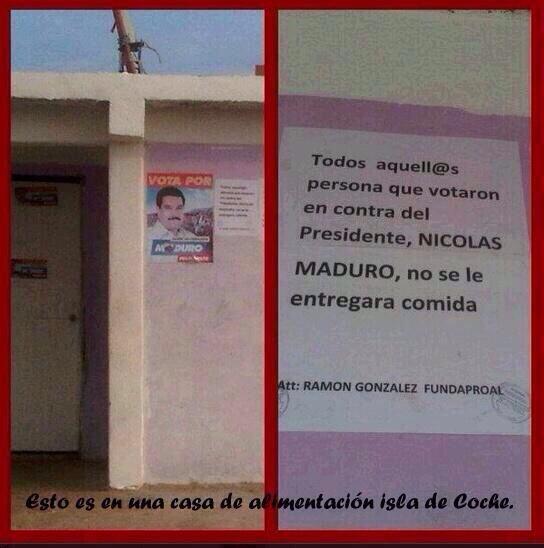 VOTA POR
MADURO
Todos aquell@s
persona que votaron
en contra del
Presidente, NICOLAS
MADURO, no se le
entregara comida
Att: RAMON GONZALEZ FUNDAPROAL
Esto es en una casa de alimentación isla de Coche.